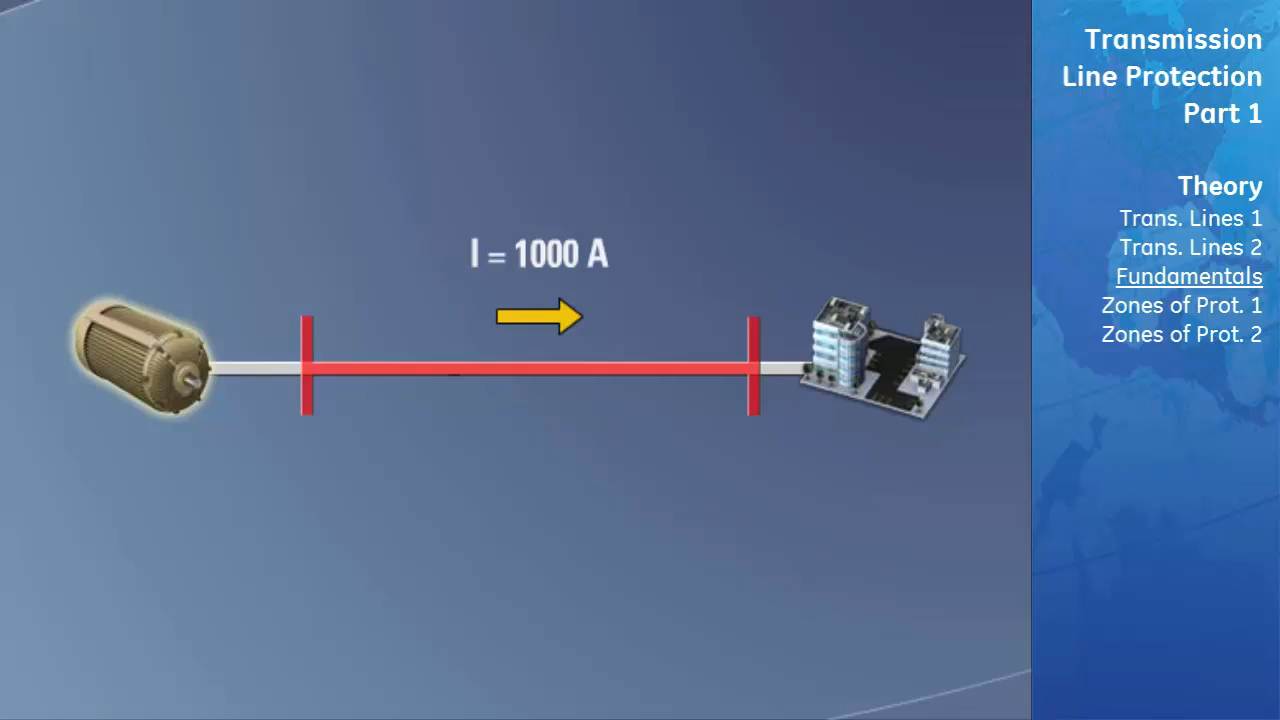 I = 1000 A
Transmission
Line Protection
Part 1
Theory
Trans. Lines 1
Trans. Lines 2
Fundamentals
Zones of Prot. 1
Zones of Prot. 2